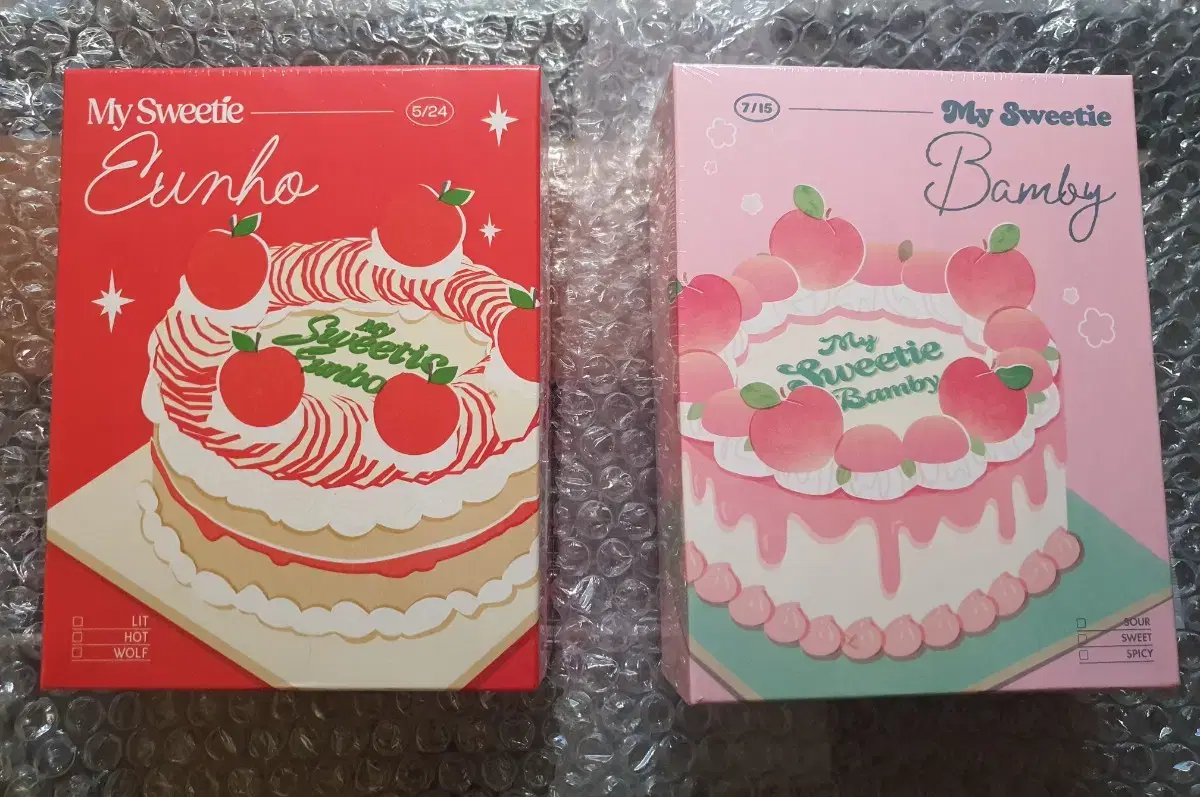 My Sweetie
5/24
Eunho
My
Sweetie
Eunho
LIT
HOT
WOLF
7/15
My Sweetie
Bamby
My
Sweetie
Bamby
SOUR
SWEET
SPICY